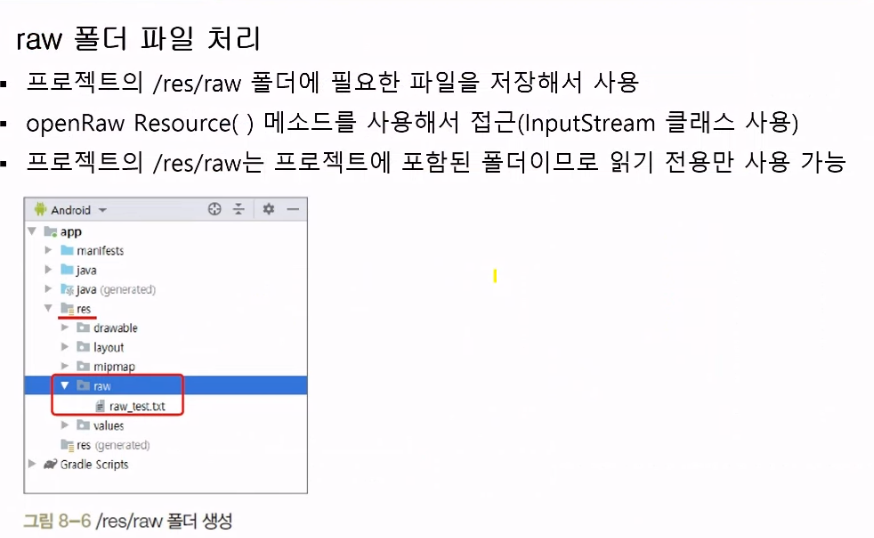 raw 폴더 파일 처리
▪ 프로젝트의 /res/raw 폴더에 필요한 파일을 저장해서 사용
▪ openRaw Resource( ) 메소드를 사용해서 접근(InputStream 클래스 사용)
▪ 프로젝트의 /res/raw는 프로젝트에 포함된 폴더이므로 읽기 전용만 사용 가능
Android
app
manifests
java
java (generated)
res
drawable
layout
mipmap
raw
raw_test.txt
values
res (generated)
Gradle Scripts
그림 8-6 /res/raw 폴더 생성